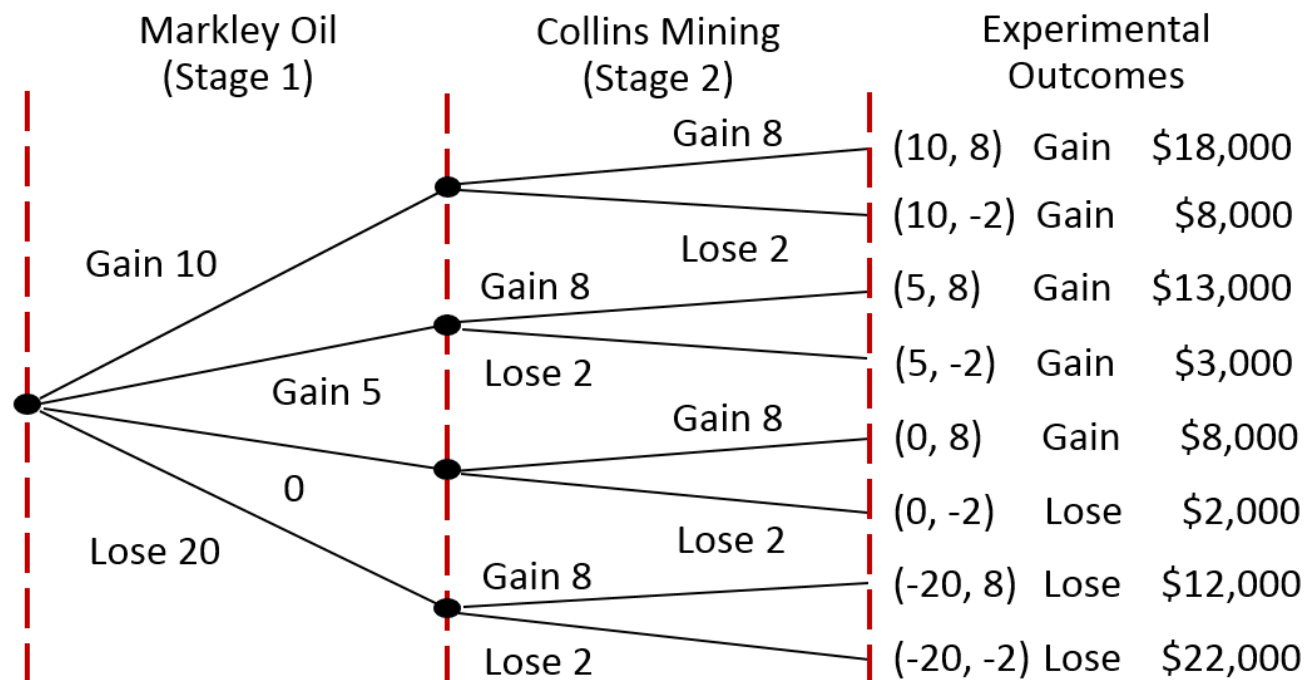 Markley Oil
(Stage 1)
Collins Mining
(Stage 2)
Experimental
Outcomes
Gain 8
(10, 8) Gain $18,000
(10, -2) Gain $8,000
Lose 2
Gain 10
Gain 8
(5, 8) Gain $13,000
Lose 2
(5, -2) Gain $3,000
Gain 5
Gain 8
(0, 8) Gain $8,000
0
(0, -2) Lose $2,000
Lose 2
Lose 20
Gain 8
(-20, 8) Lose $12,000
Lose 2
(-20, -2) Lose $22,000